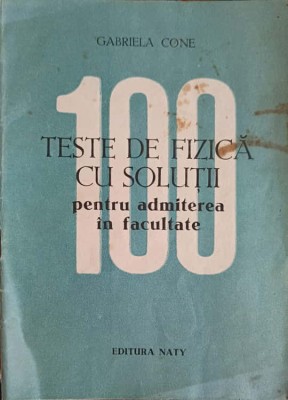 GABRIELA CONE
100
TESTE DE FIZICĂ
CU SOLUȚII
pentru admiterea
în facultate
EDITURA NATY